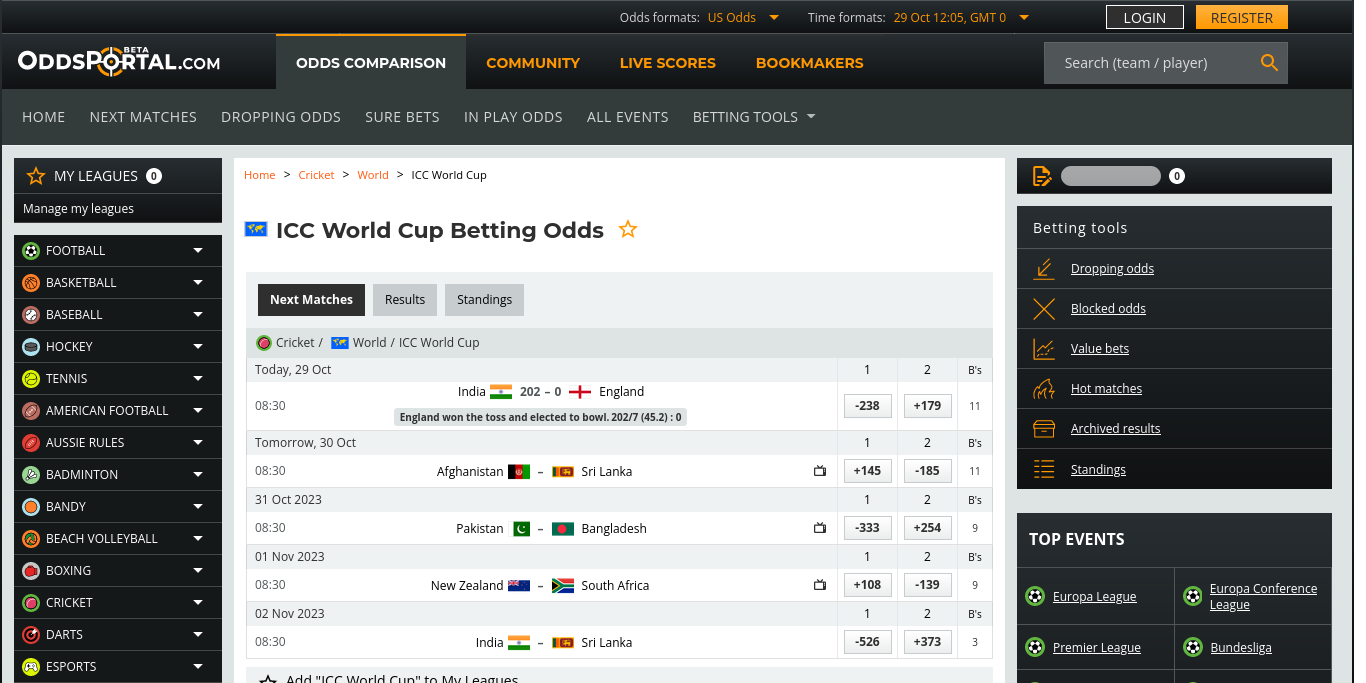 Odds formats: US Odds Time formats: 29 Oct 12:05, GMT 0 LOGIN REGISTER
ODDSPORTAL.COM BETA
ODDS COMPARISON COMMUNITY LIVE SCORES BOOKMAKERS Search (team / player)
HOME NEXT MATCHES DROPPING ODDS SURE BETS IN PLAY ODDS ALL EVENTS BETTING TOOLS
MY LEAGUES 0
Manage my leagues
FOOTBALL
BASKETBALL
BASEBALL
HOCKEY
TENNIS
AMERICAN FOOTBALL
AUSSIE RULES
BADMINTON
BANDY
BEACH VOLLEYBALL
BOXING
CRICKET
DARTS
ESPORTS
Home > Cricket > World > ICC World Cup
ICC World Cup Betting Odds
Next Matches Results Standings
Cricket / World / ICC World Cup
Today, 29 Oct 1 2 B's
08:30 India 202 – 0 England -238 +179 11
England won the toss and elected to bowl. 202/7 (45.2) : 0
Tomorrow, 30 Oct 1 2 B's
08:30 Afghanistan – Sri Lanka +145 -185 11
31 Oct 2023 1 2 B's
08:30 Pakistan – Bangladesh -333 +254 9
01 Nov 2023 1 2 B's
08:30 New Zealand – South Africa +108 -139 9
02 Nov 2023 1 2 B's
08:30 India – Sri Lanka -526 +373 3
Add "ICC World Cup" to My Leagues
0
Betting tools
Dropping odds
Blocked odds
Value bets
Hot matches
Archived results
Standings
TOP EVENTS
Europa League
Europa Conference
League
Premier League
Bundesliga